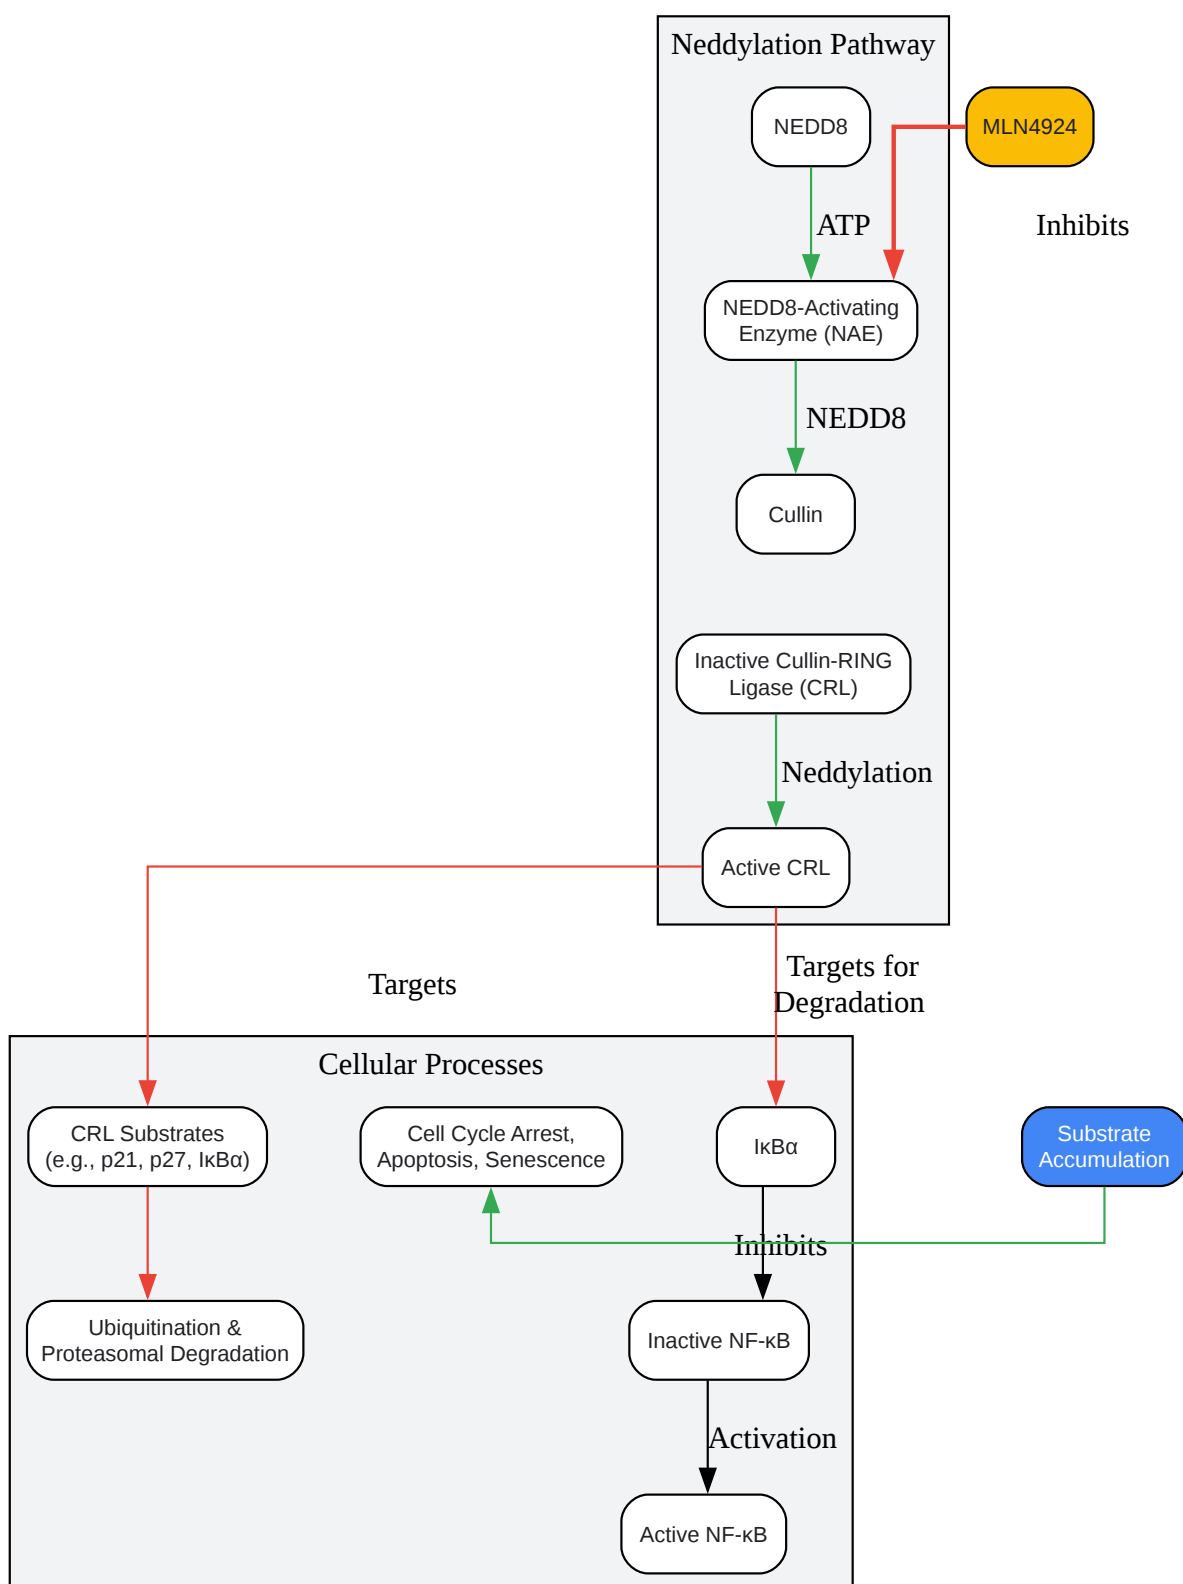 Neddylation Pathway
NEDD8
MLN4924
ATP
Inhibits
NEDD8-Activating
Enzyme (NAE)
NEDD8
Cullin
Inactive Cullin-RING
Ligase (CRL)
Neddylation
Active CRL
Targets
Targets for
Degradation
Cellular Processes
CRL Substrates
(e.g., p21, p27, IκBα)
Cell Cycle Arrest,
Apoptosis, Senescence
IκBα
Substrate
Accumulation
Inhibits
Ubiquitination &
Proteasomal Degradation
Inactive NF-κB
Activation
Active NF-κB